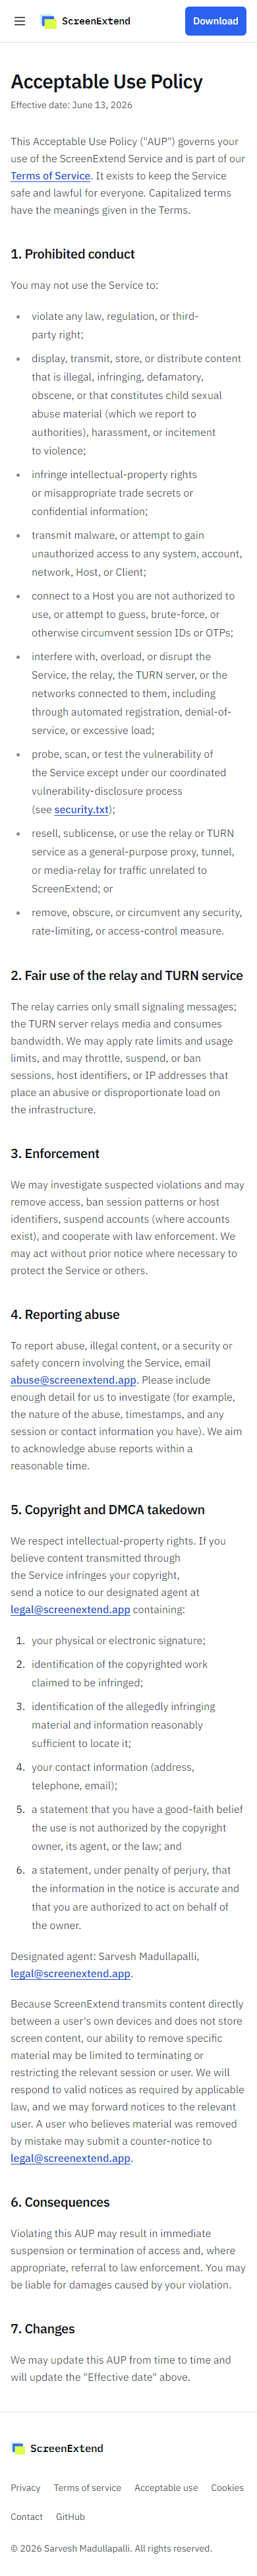 ScreenExtend
Download
Acceptable Use Policy
Effective date: June 13, 2026
This Acceptable Use Policy ("AUP") governs your
use of the ScreenExtend Service and is part of our
Terms of Service. It exists to keep the Service
safe and lawful for everyone. Capitalized terms
have the meanings given in the Terms.
1. Prohibited conduct
You may not use the Service to:
• violate any law, regulation, or third-
party right;
• display, transmit, store, or distribute content
that is illegal, infringing, defamatory,
obscene, or that constitutes child sexual
abuse material (which we report to
authorities), harassment, or incitement
to violence;
• infringe intellectual-property rights
or misappropriate trade secrets or
confidential information;
• transmit malware, or attempt to gain
unauthorized access to any system, account,
network, Host, or Client;
• connect to a Host you are not authorized to
use, or attempt to guess, brute-force, or
otherwise circumvent session IDs or OTPs;
• interfere with, overload, or disrupt the
Service, the relay, the TURN server, or the
networks connected to them, including
through automated registration, denial-of-
service, or excessive load;
• probe, scan, or test the vulnerability of
the Service except under our coordinated
vulnerability-disclosure process
(see security.txt);
• resell, sublicense, or use the relay or TURN
service as a general-purpose proxy, tunnel,
or media-relay for traffic unrelated to
ScreenExtend; or
• remove, obscure, or circumvent any security,
rate-limiting, or access-control measure.
2. Fair use of the relay and TURN service
The relay carries only small signaling messages;
the TURN server relays media and consumes
bandwidth. We may apply rate limits and usage
limits, and may throttle, suspend, or ban
sessions, host identifiers, or IP addresses that
place an abusive or disproportionate load on
the infrastructure.
3. Enforcement
We may investigate suspected violations and may
remove access, ban session patterns or host
identifiers, suspend accounts (where accounts
exist), and cooperate with law enforcement. We
may act without prior notice where necessary to
protect the Service or others.
4. Reporting abuse
To report abuse, illegal content, or a security or
safety concern involving the Service, email
abuse@screenextend.app. Please include
enough detail for us to investigate (for example,
the nature of the abuse, timestamps, and any
session or contact information you have). We aim
to acknowledge abuse reports within a
reasonable time.
5. Copyright and DMCA takedown
We respect intellectual-property rights. If you
believe content transmitted through
the Service infringes your copyright,
send a notice to our designated agent at
legal@screenextend.app containing:
1. your physical or electronic signature;
2. identification of the copyrighted work
claimed to be infringed;
3. identification of the allegedly infringing
material and information reasonably
sufficient to locate it;
4. your contact information (address,
telephone, email);
5. a statement that you have a good-faith belief
the use is not authorized by the copyright
owner, its agent, or the law; and
6. a statement, under penalty of perjury, that
the information in the notice is accurate and
that you are authorized to act on behalf of
the owner.
Designated agent: Sarvesh Madullapalli,
legal@screenextend.app.
Because ScreenExtend transmits content directly
between a user's own devices and does not store
screen content, our ability to remove specific
material may be limited to terminating or
restricting the relevant session or user. We will
respond to valid notices as required by applicable
law, and we may forward notices to the relevant
user. A user who believes material was removed
by mistake may submit a counter-notice to
legal@screenextend.app.
6. Consequences
Violating this AUP may result in immediate
suspension or termination of access and, where
appropriate, referral to law enforcement. You may
be liable for damages caused by your violation.
7. Changes
We may update this AUP from time to time and
will update the "Effective date" above.
ScreenExtend
Privacy Terms of service Acceptable use Cookies
Contact GitHub
© 2026 Sarvesh Madullapalli. All rights reserved.